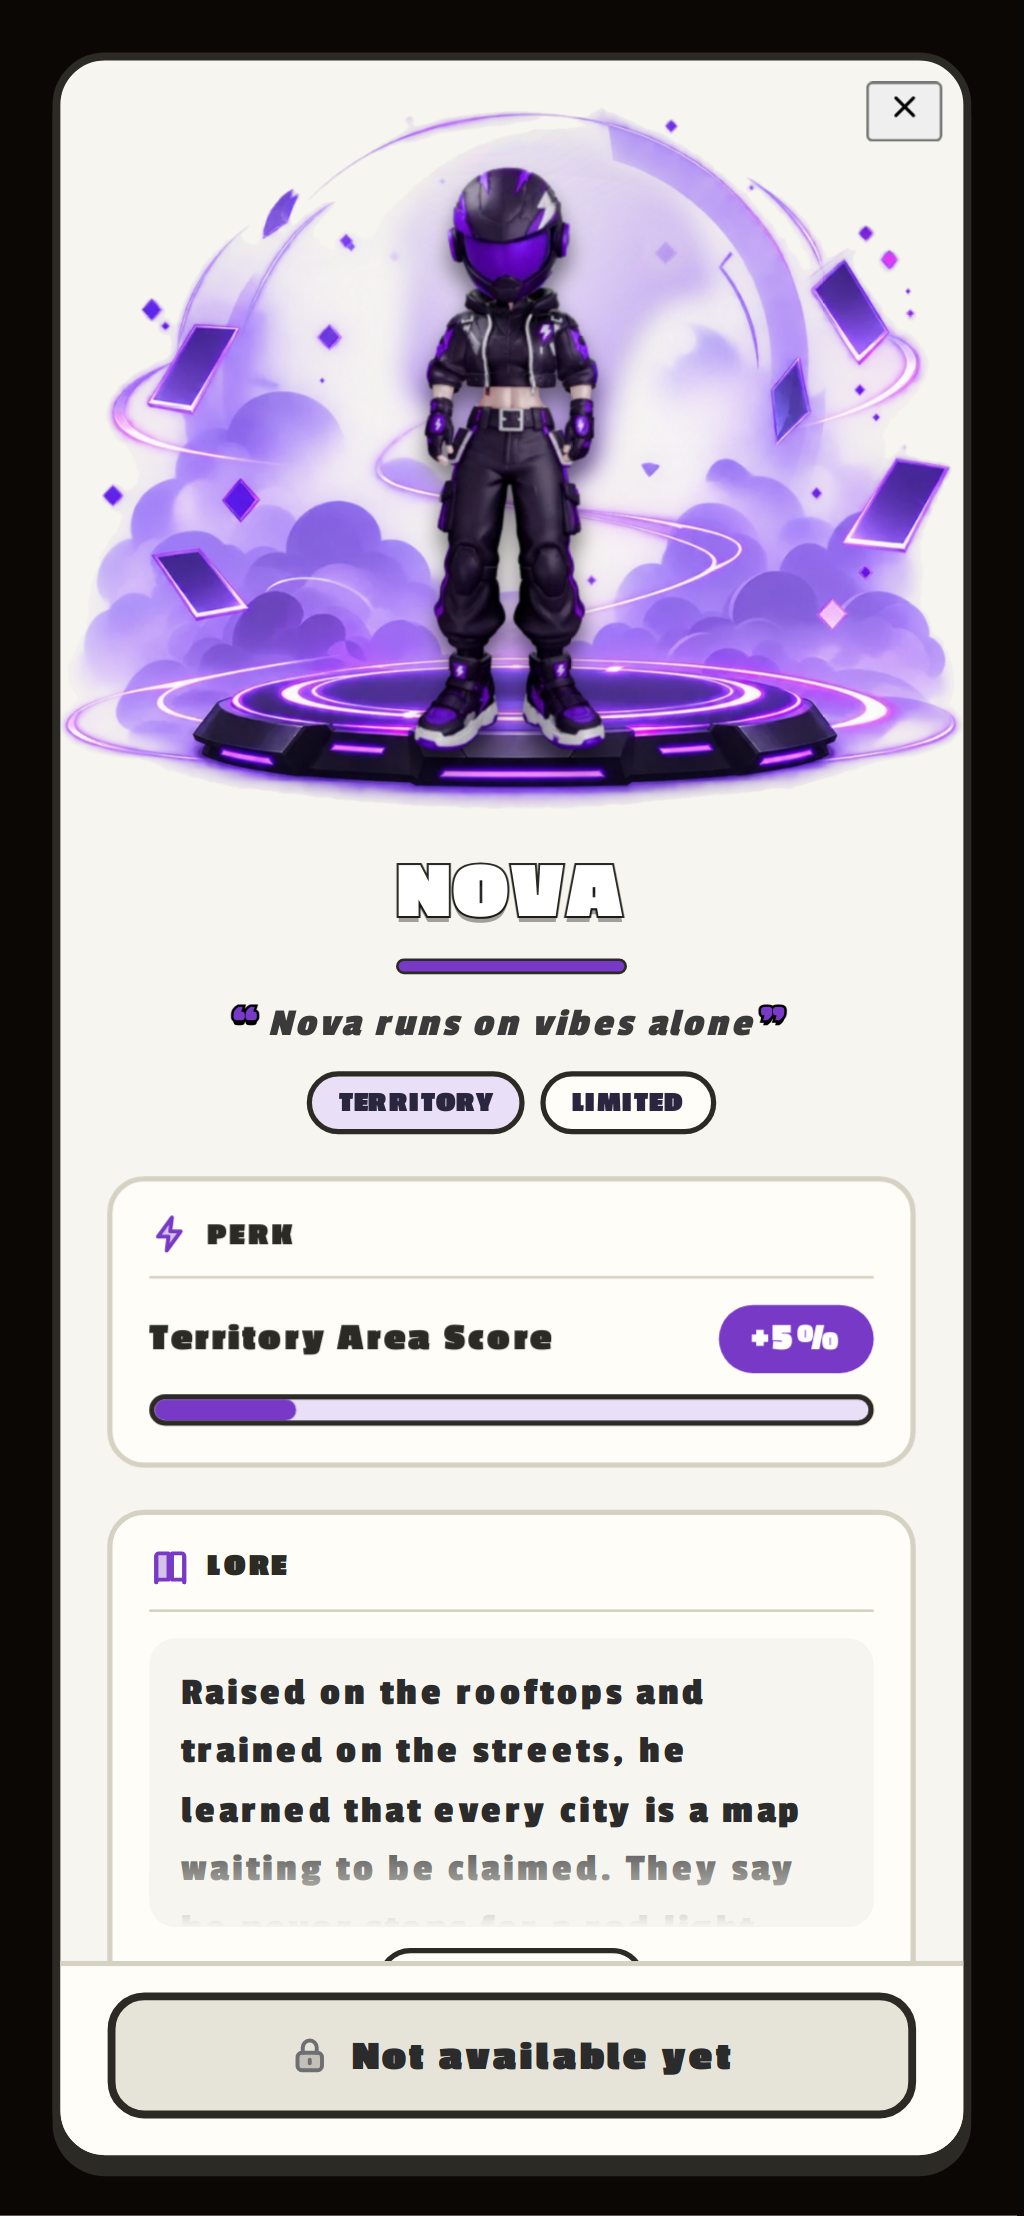 NOVA
❝ Nova runs on vibes alone ❞
TERRITORY LIMITED
PERK
Territory Area Score +5%
LORE
Raised on the rooftops and
trained on the streets, he
learned that every city is a map
waiting to be claimed. They say
Not available yet